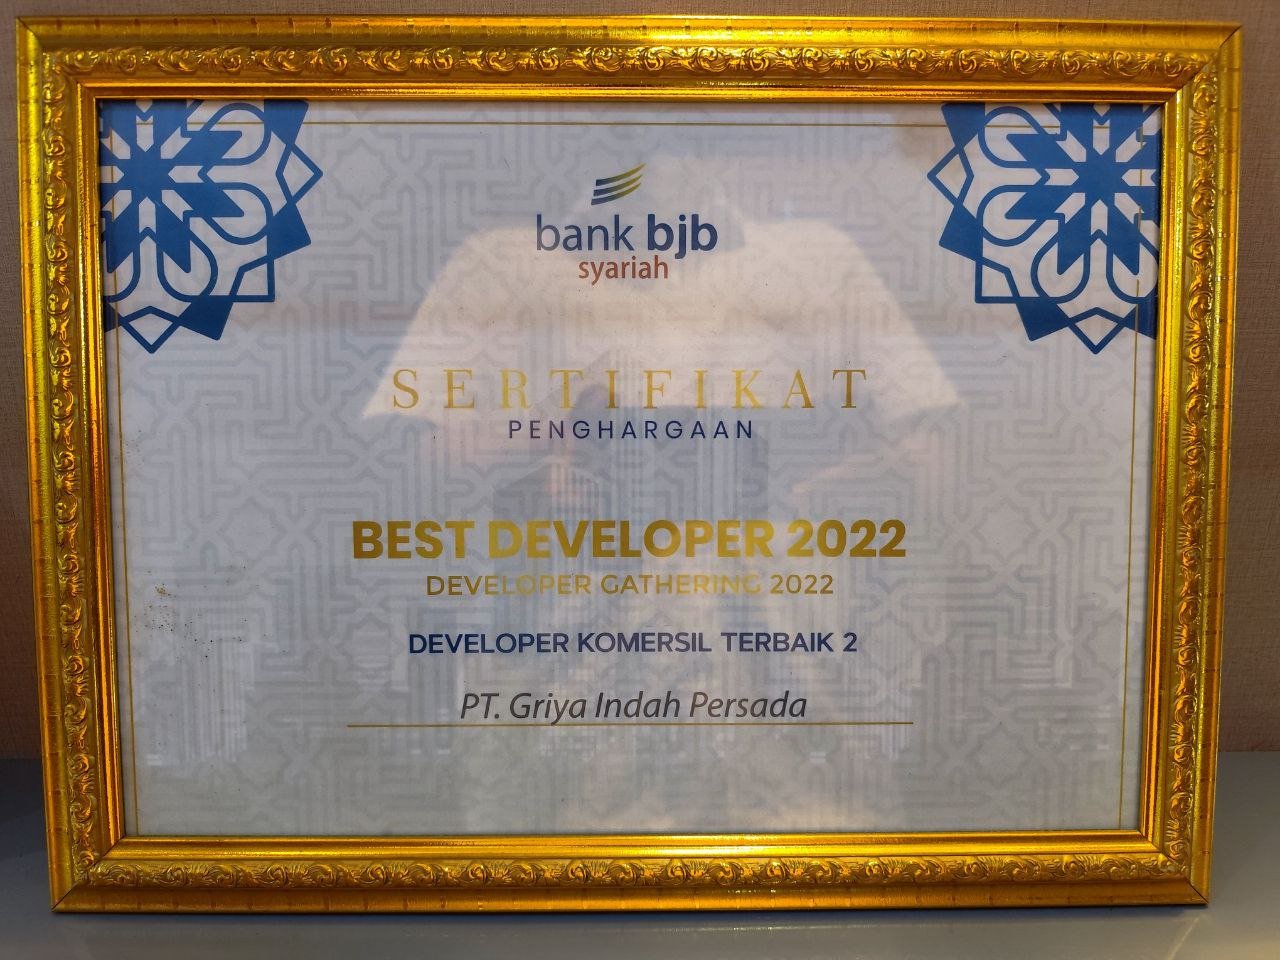 bank bjb
syariah
SERTIFIKAT
PENGHARGAAN
BEST DEVELOPER 2022
DEVELOPER GATHERING 2022
DEVELOPER KOMERSIL TERBAIK 2
PT. Griya Indah Persada